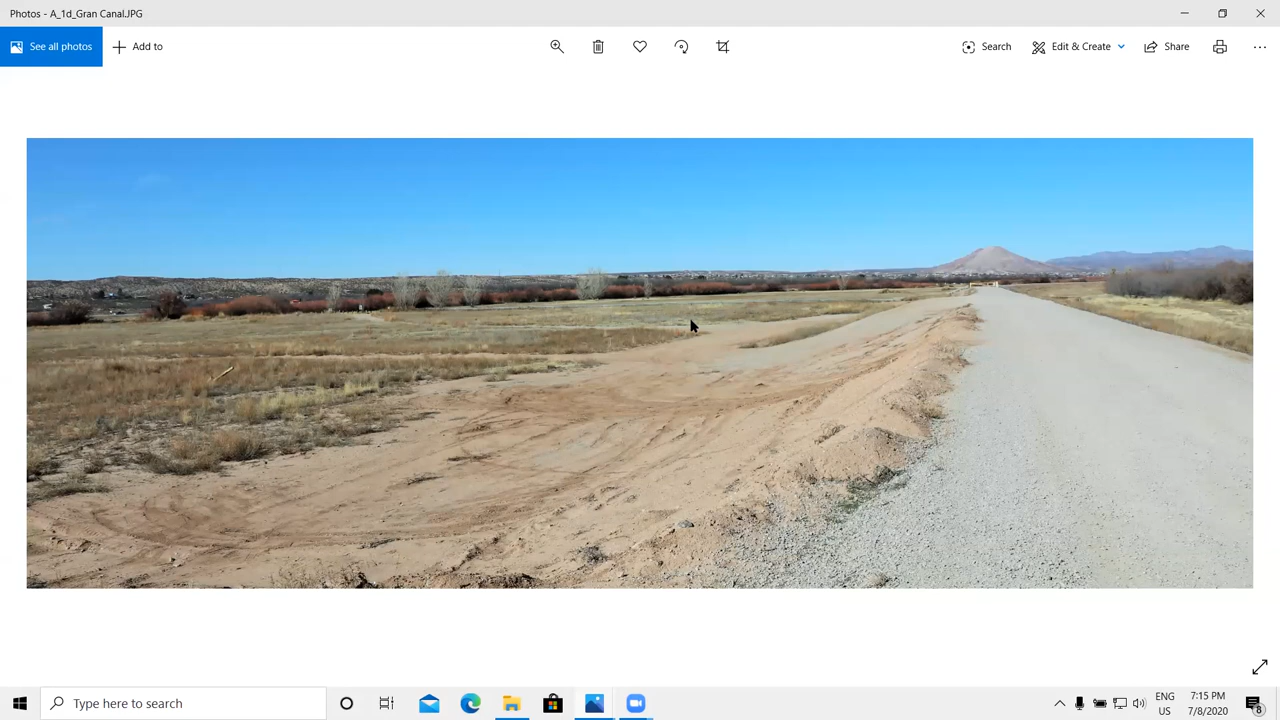 Photos - A_1d_Gran Canal.JPG
See all photos
Add to
Search
Edit & Create
Share
Type here to search
ENG
US
7:15 PM
7/8/2020
8